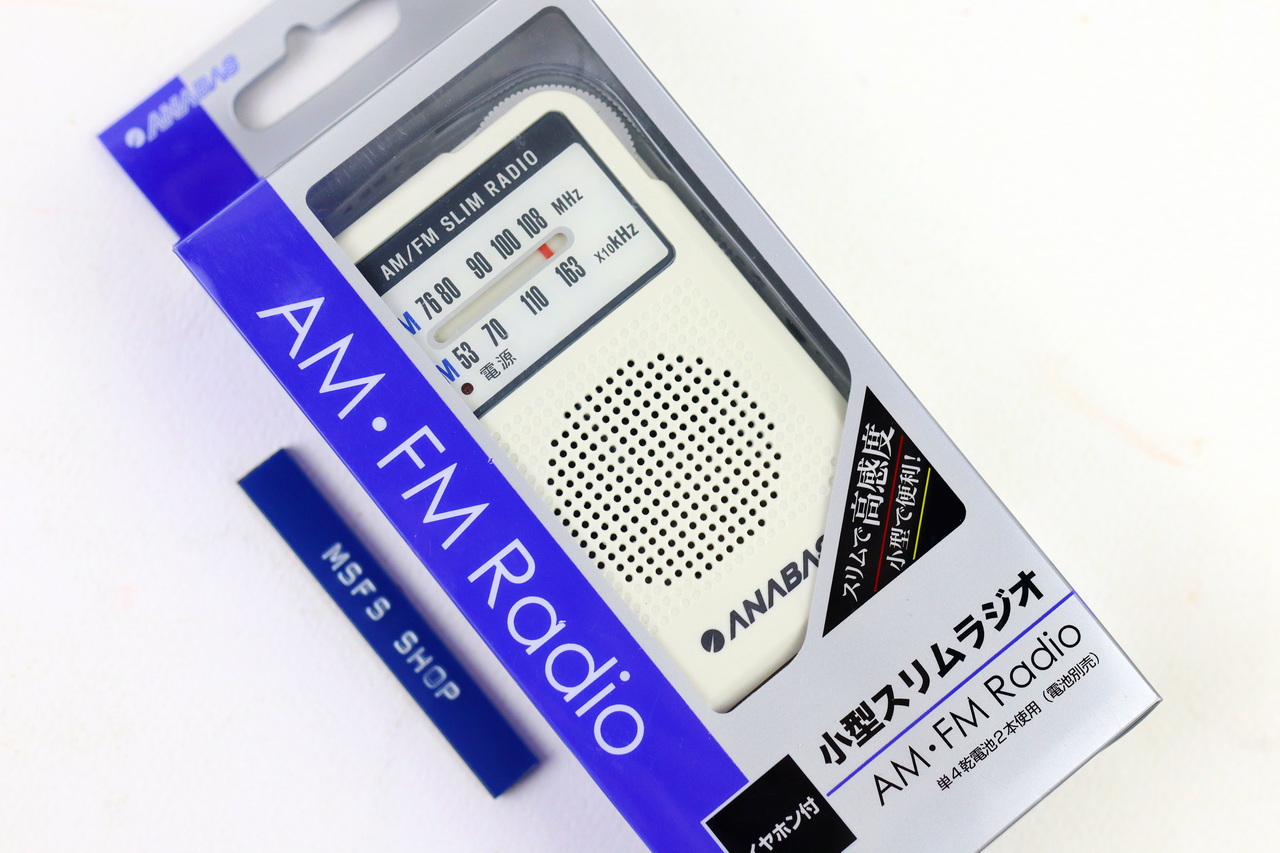 ANABAS
AM・FM Radio
AM/FM SLIM RADIO
76 80 90 100 108 MHz
53 70 110 163 X10kHz
電源
ANABAS
スリムで高感度
小型で便利!
小型スリムラジオ
AM・FM Radio
単4乾電池2本使用(電池別売)
イヤホン付
MSFS SHOP